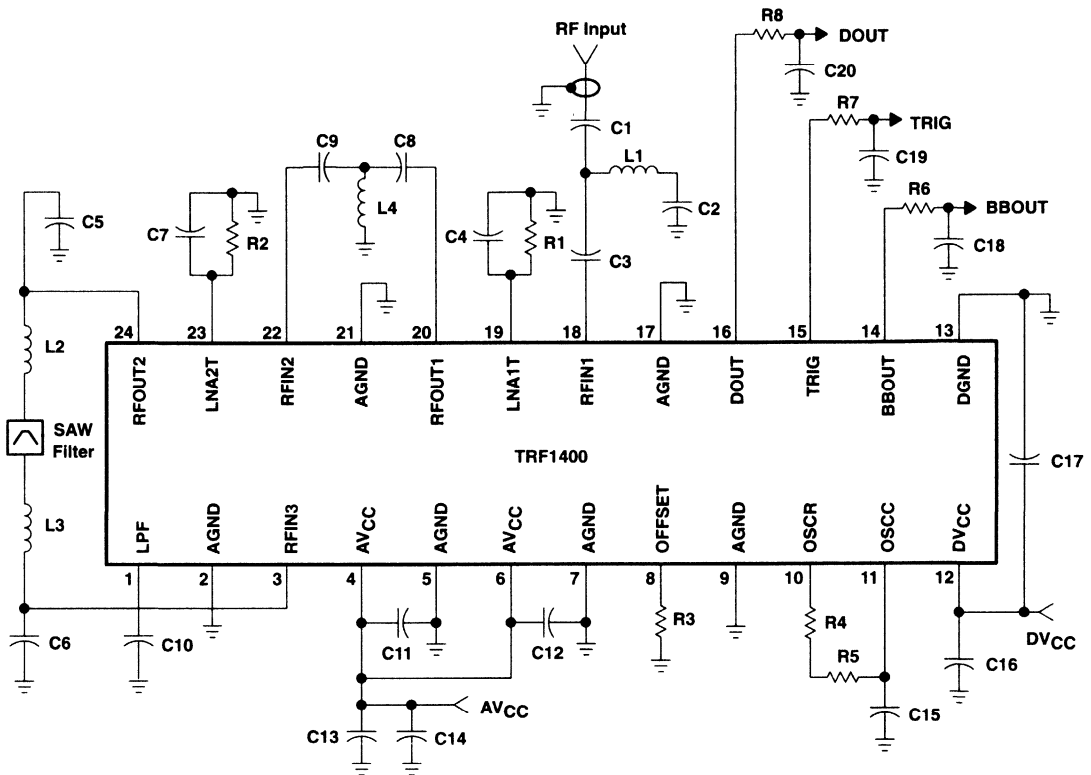 R8
RF Input
DOUT
C20
R7
C1
TRIG
C9
C8
L1
C19
R6
L4
C2
BBOUT
C5
C7
R2
C4
R1
C3
C18
24
23
22
21
20
19
18
17
16
15
14
13
L2
RFOUT2
LNA2T
RFIN2
AGND
RFOUT1
LNA1T
RFIN1
AGND
DOUT
TRIG
BBOUT
DGND
SAW
Filter
TRF1400
C17
L3
LPF
AGND
RFIN3
AVCC
AGND
AVCC
AGND
OFFSET
AGND
OSCR
OSCC
DVCC
1
2
3
4
5
6
7
8
9
10
11
12
C6
C10
C11
C12
R3
R4
DVCC
R5
C16
AVCC
C13
C14
C15